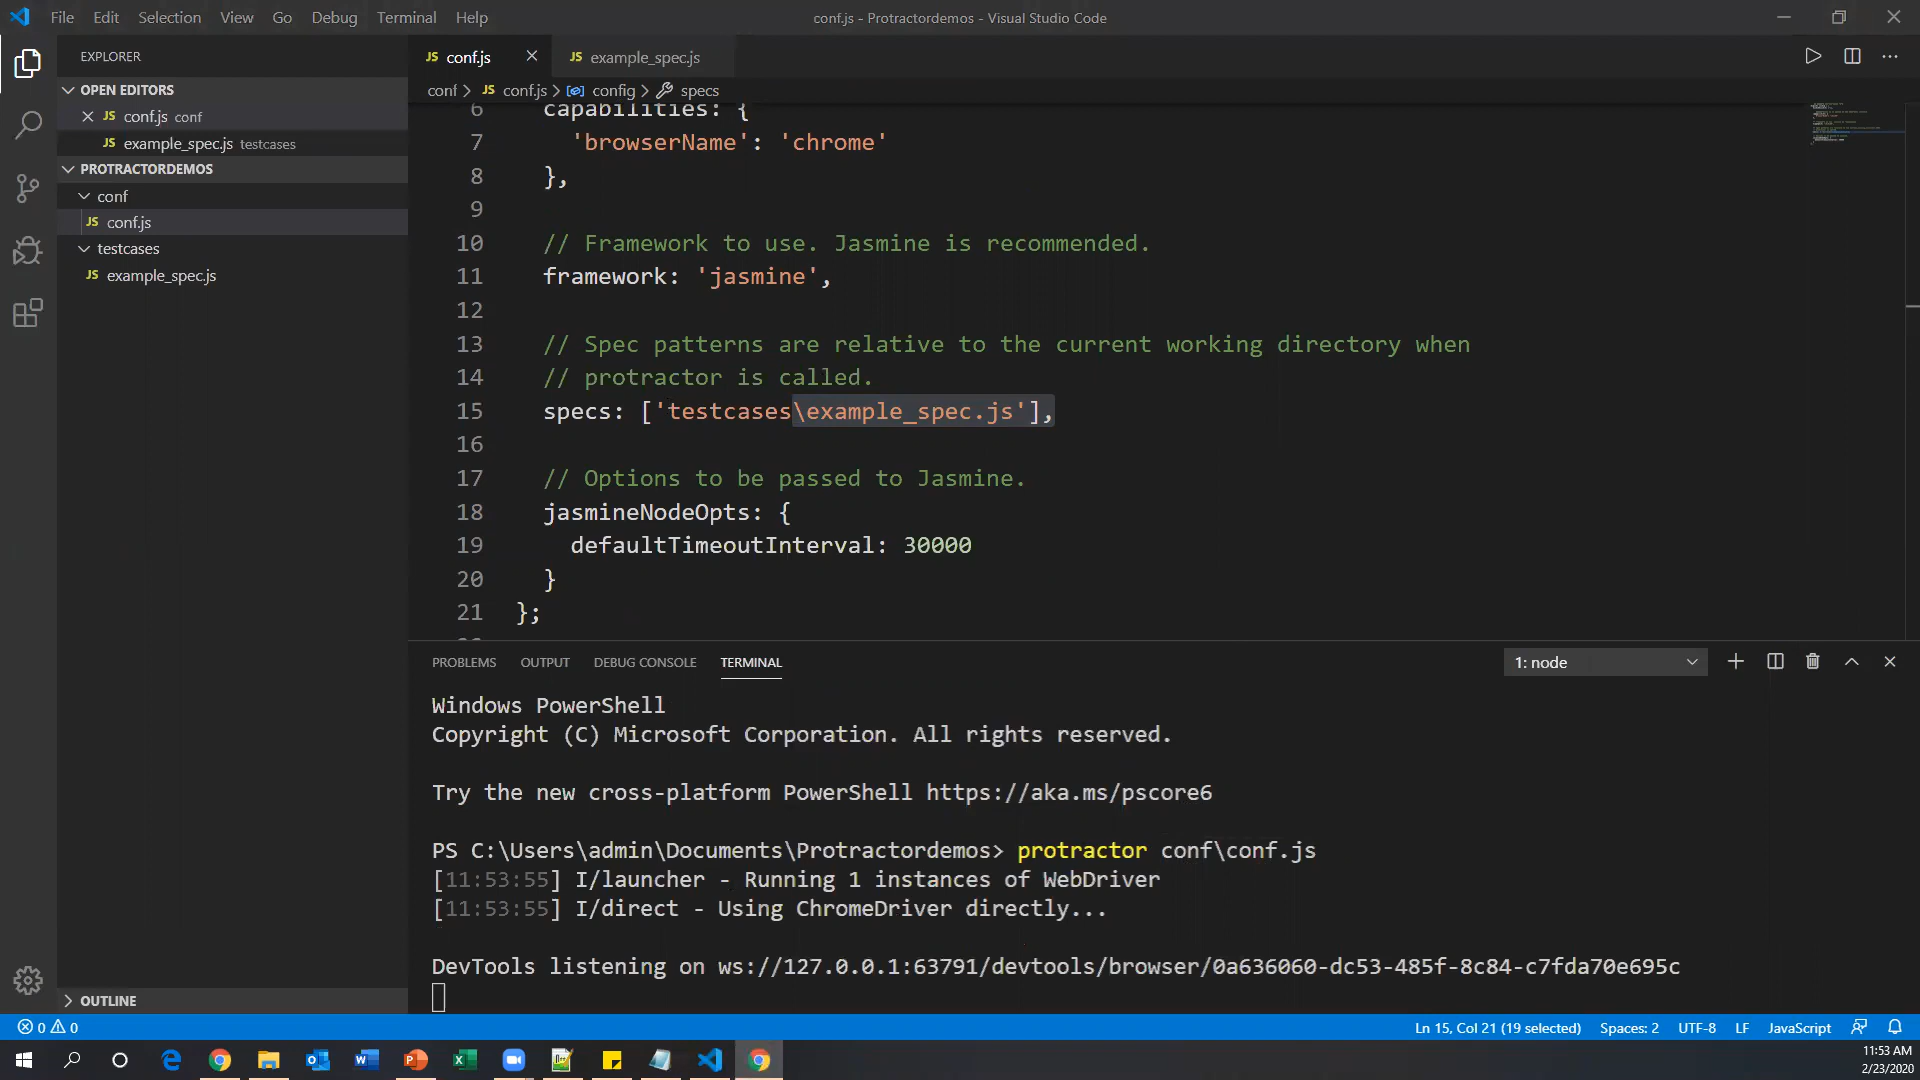 File Edit Selection View Go Debug Terminal Help
conf.js - Protractordemos - Visual Studio Code
EXPLORER
OPEN EDITORS
conf.js conf
example_spec.js testcases
PROTRACTORDEMOS
conf
conf.js
testcases
example_spec.js
OUTLINE
conf.js
example_spec.js
conf > conf.js > config > specs
6 capabilities: {
7 'browserName': 'chrome'
8 },
9
10 // Framework to use. Jasmine is recommended.
11 framework: 'jasmine',
12
13 // Spec patterns are relative to the current working directory when
14 // protractor is called.
15 specs: ['testcases\example_spec.js'],
16
17 // Options to be passed to Jasmine.
18 jasmineNodeOpts: {
19 defaultTimeoutInterval: 30000
20 }
21 };
PROBLEMS OUTPUT DEBUG CONSOLE TERMINAL
1: node
Windows PowerShell
Copyright (C) Microsoft Corporation. All rights reserved.
Try the new cross-platform PowerShell https://aka.ms/pscore6
PS C:\Users\admin\Documents\Protractordemos> protractor conf\conf.js
[11:53:55] I/launcher - Running 1 instances of WebDriver
[11:53:55] I/direct - Using ChromeDriver directly...
DevTools listening on ws://127.0.0.1:63791/devtools/browser/0a636060-dc53-485f-8c84-c7fda70e695c
0 0
Ln 15, Col 21 (19 selected) Spaces: 2 UTF-8 LF JavaScript
11:53 AM
2/23/2020